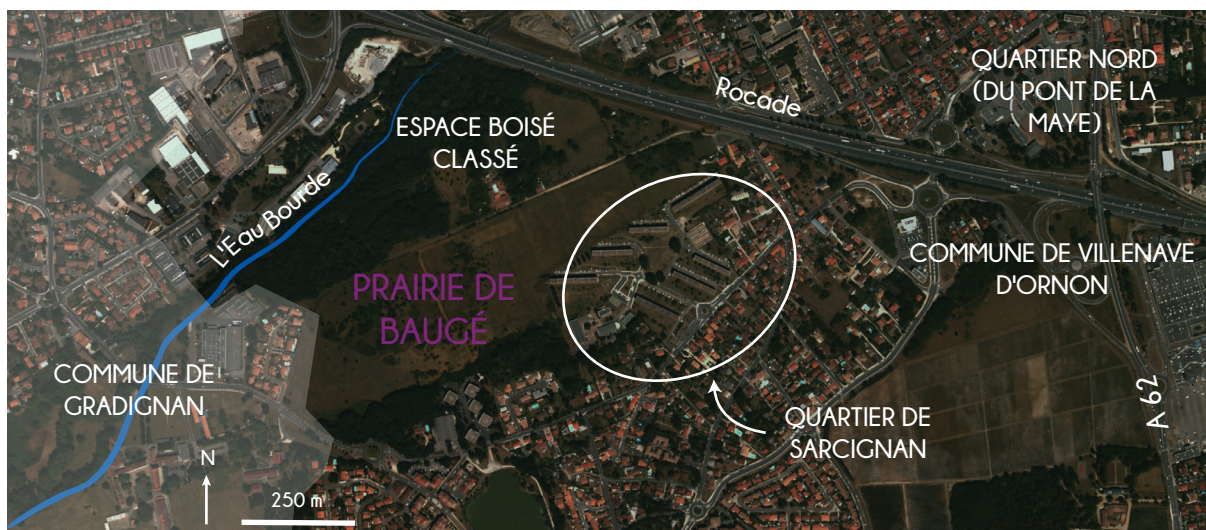 QUARTIER NORD
(DU PONT DE LA
MAYE)
Rocade
ESPACE BOISÉ
CLASSÉ
L'Eau Bourde
COMMUNE DE VILLENAVE
D'ORNON
PRAIRIE DE
BAUGÉ
COMMUNE DE
GRADIGNAN
QUARTIER DE
SARCIGNAN
A 62
N
250 m